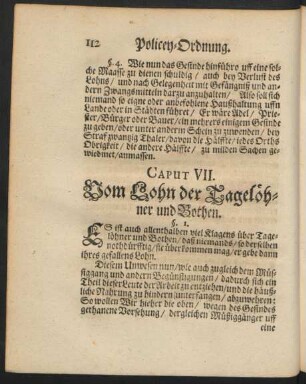 112 Policey-Ordnung.
§. 4. Wie nun das Gesinde hinführo uff eine sol-
che Maasse zu dienen schuldig / auch bey Verlust des
Lohns / und nach Gelegenheit mit Gefängnüß und an-
dern Zwangsmitteln darzu anzuhalten / Also soll sich
niemand so eigne oder anbefohlene Haußhaltung uffm
Lande oder in Städten führet / Er wäre Adel / Prie-
ster / Bürger oder Bauer / ein mehrers einigem Gesinde
zu geben / oder unter anderm Schein zu zuwenden / bey
Straf zwantzig Thaler / davon die Hälffte / iedes Orths
Obrigkeit / die andere Hälffte / zu milden Sachen ge-
wiedmet / anmassen.
CAPUT VII.
Vom Lohn der Tagelöh-
ner und Bothen.
§. 1.
ES ist auch allenthalben viel Klagens über Tage-
löhner und Bothen / daß niemands / so derselben
nothdürfftig / sie überkommen mag / er gebe dann
ihres gefallens Lohn.
Diesem Unwesen nun / wie auch zugleich dem Müs-
siggang und andern Begünstigungen / dadurch sich ein
Theil dieser Leute der Arbeit zu entziehen / und die häuß-
liche Nahrung zu hindern / unterfangen / abzuwehren:
So wollen Wir hieher die oben / wegen des Gesindes
gethanene Vorsehung / dergleichen Müßiggänger uff
eine